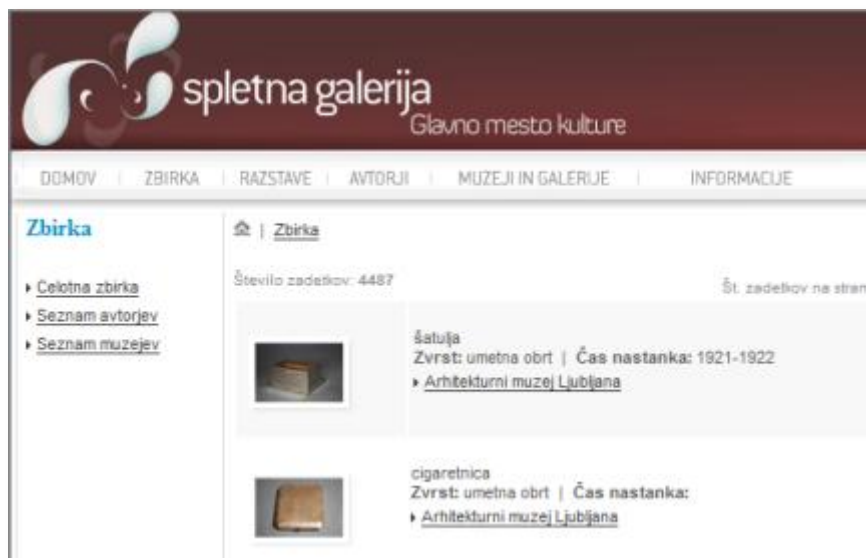 spletna galerija
Glavno mesto kulture
DOMOV | ZBIRKA | RAZSTAVE | AVTORJI | MUZEJI IN GALERIJE | INFORMACIJE
Zbirka
Celotna zbirka
Seznam avtorjev
Seznam muzejev
| Zbirka
Število zadetkov: 4487
Št. zadetkov na stran
šatulja
Zvrst: umetna obrt | Čas nastanka: 1921-1922
Arhitekturni muzej Ljubljana
cigaretnica
Zvrst: umetna obrt | Čas nastanka:
Arhitekturni muzej Ljubljana